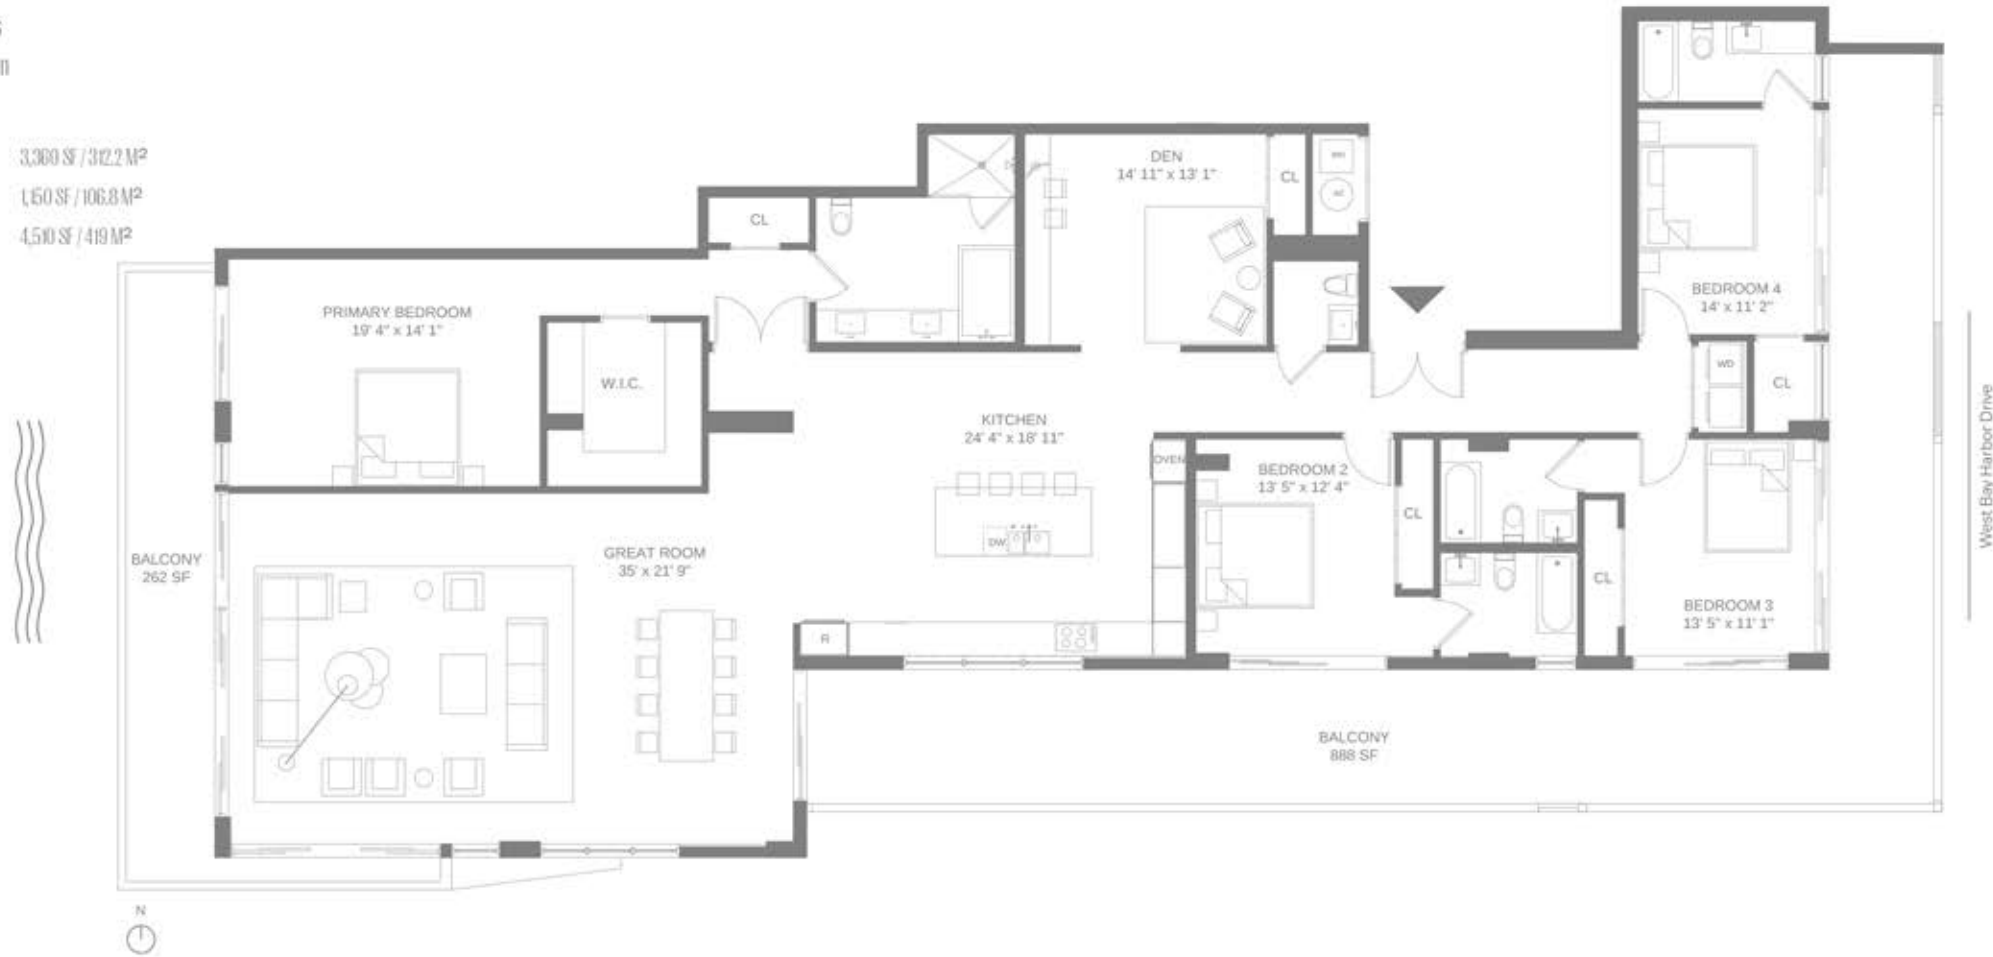 3,360 SF / 312.2 M²
1,150 SF / 106.8 M²
4,510 SF / 419 M²
DEN
14' 11" x 13' 1"
CL
CL
PRIMARY BEDROOM
19' 4" x 14' 1"
W.I.C.
BEDROOM 4
14' x 11' 2"
WD
CL
KITCHEN
24' 4" x 18' 11"
OVEN
DW
R
BEDROOM 2
13' 5" x 12' 4"
CL
CL
BEDROOM 3
13' 5" x 11' 1"
GREAT ROOM
35' x 21' 9"
BALCONY
262 SF
BALCONY
888 SF
West Bay Harbor Drive
N